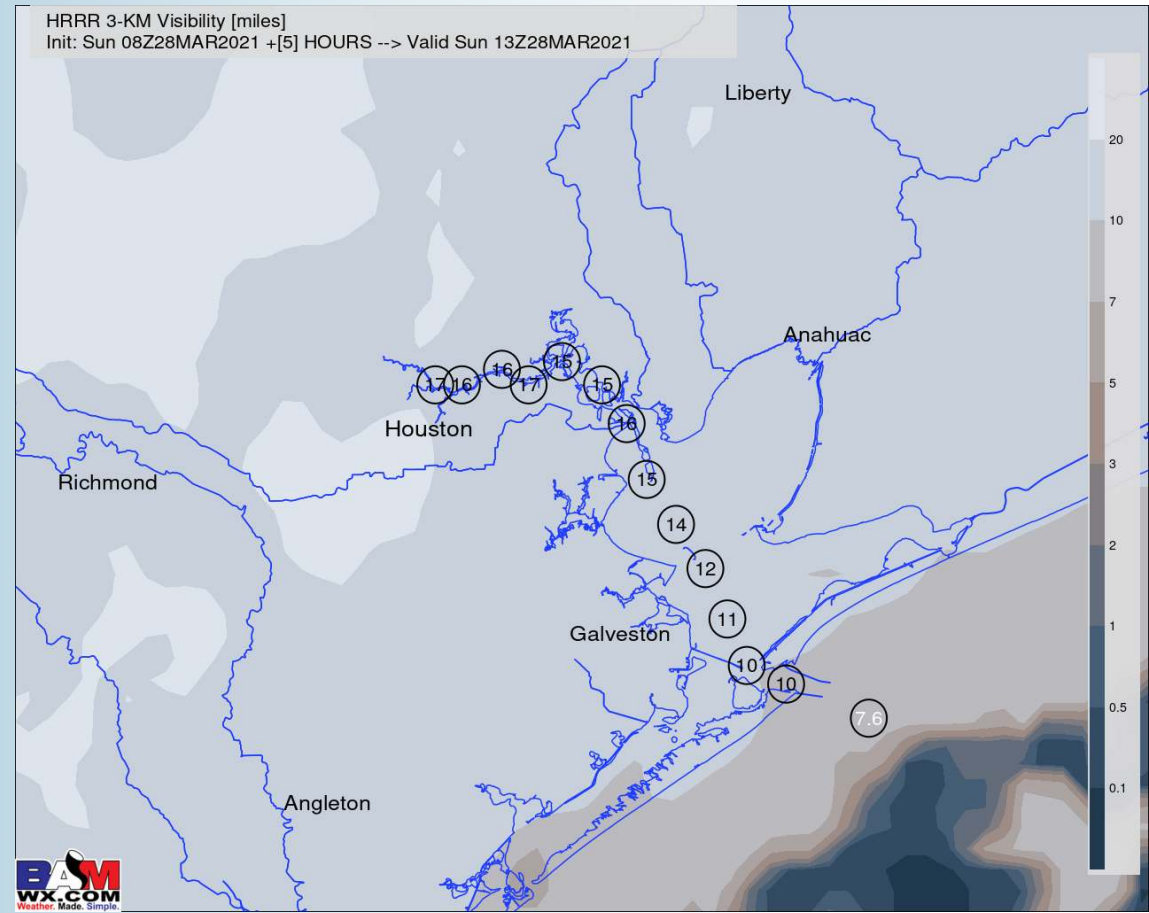 HRRR 3-KM Visibility [miles]
Init: Sun 08Z28MAR2021 +[5] HOURS --> Valid Sun 13Z28MAR2021
Liberty
20
10
7
Anahuac
17
16
16
17
15
15
5
16
Houston
3
15
Richmond
14
2
12
11
1
Galveston
10
10
0.5
7.6
0.1
Angleton
BAM
WX.COM
Weather. Made. Simple.